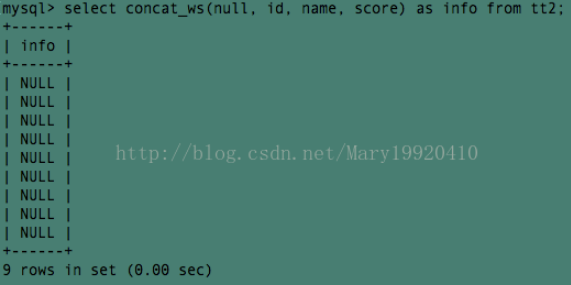 mysql> select concat_ws(null, id, name, score) as info from tt2;
+------+
| info |
+------+
| NULL |
| NULL |
| NULL |
| NULL |
| NULL |
| NULL |
| NULL |
| NULL |
| NULL |
+------+
9 rows in set (0.00 sec)
http://blog.csdn.net/Mary19920410